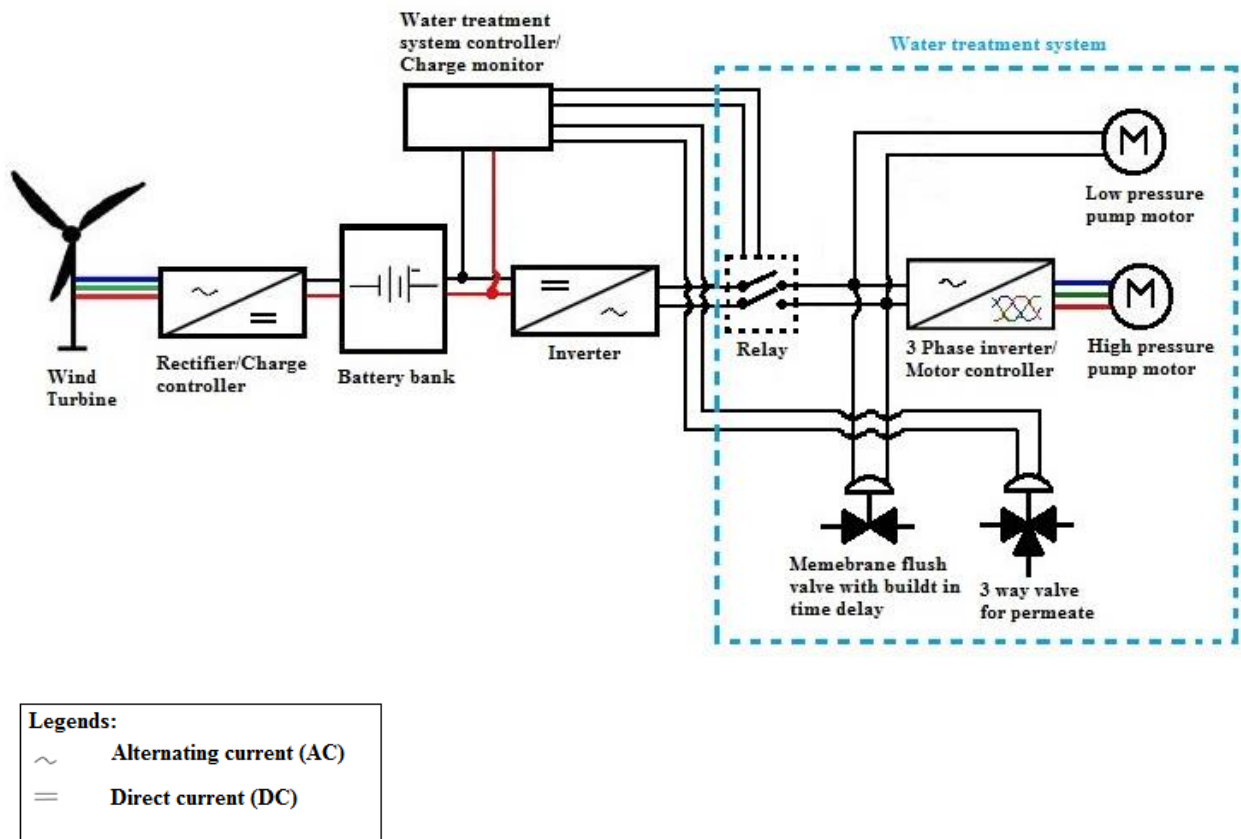 Water treatment
system controller/
Charge monitor
Water treatment system
M
Low pressure
pump motor
Wind
Turbine
Rectifier/Charge
controller
Battery bank
Inverter
Relay
3 Phase inverter/
Motor controller
M
High pressure
pump motor
Memebrane flush
valve with buildt in
time delay
3 way valve
for permeate
Legends:
Alternating current (AC)
Direct current (DC)